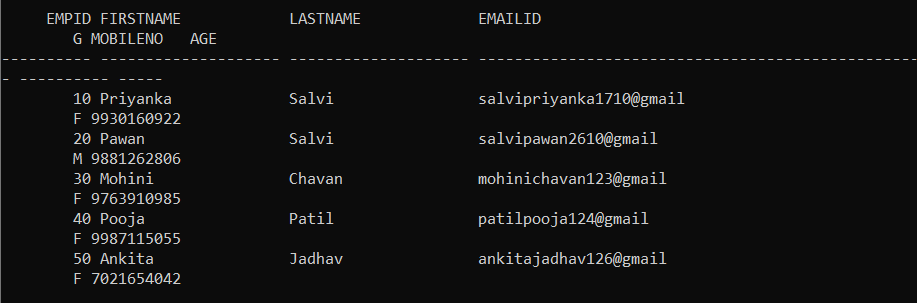 EMPID FIRSTNAME LASTNAME EMAILID
G MOBILENO AGE
---------- -------------------- -------------------- -------------------------------------------------
- ---------- -----
10 Priyanka Salvi salvipriyanka1710@gmail
F 9930160922
20 Pawan Salvi salvipawan2610@gmail
M 9881262806
30 Mohini Chavan mohinichavan123@gmail
F 9763910985
40 Pooja Patil patilpooja124@gmail
F 9987115055
50 Ankita Jadhav ankitajadhav126@gmail
F 7021654042